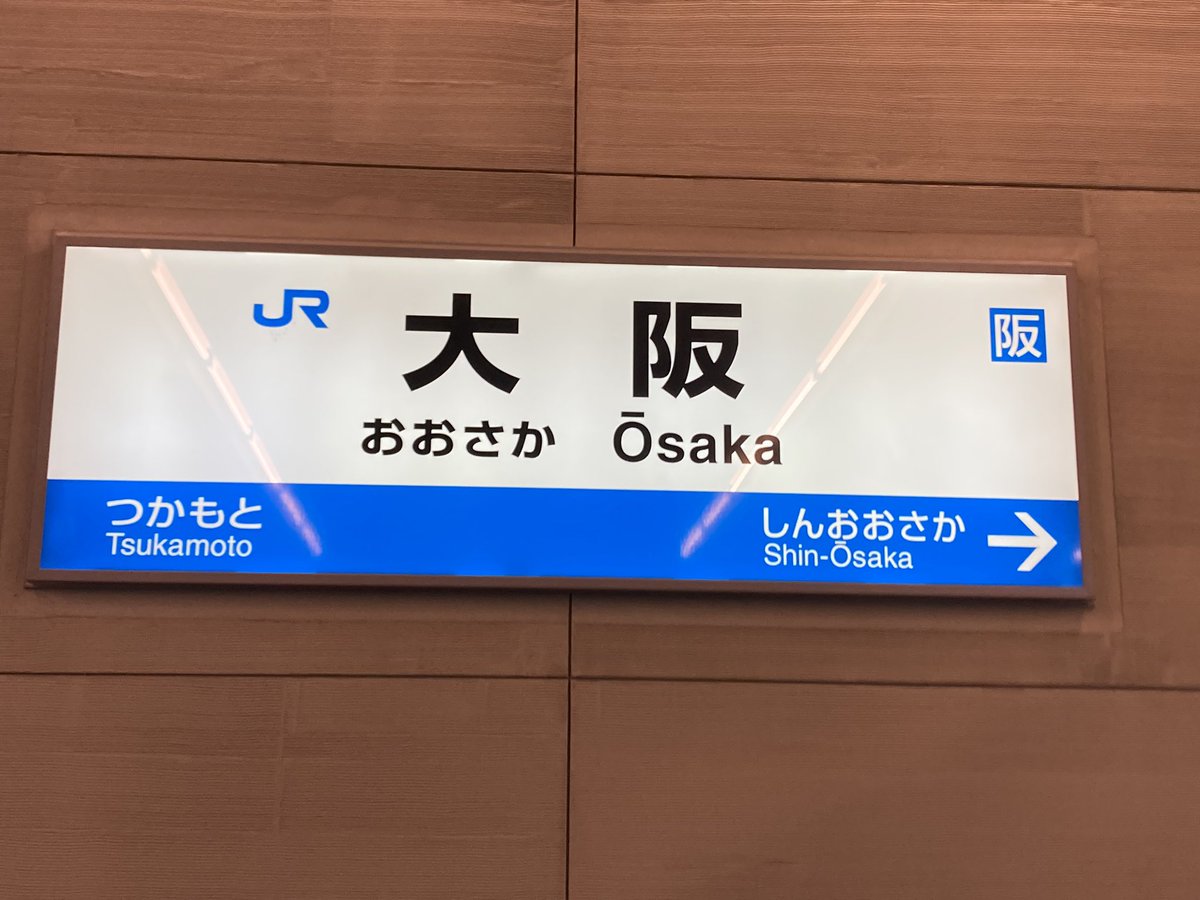 JR 大阪 阪
おおさか Ōsaka
つかもと しんおおさか →
Tsukamoto Shin-Ōsaka